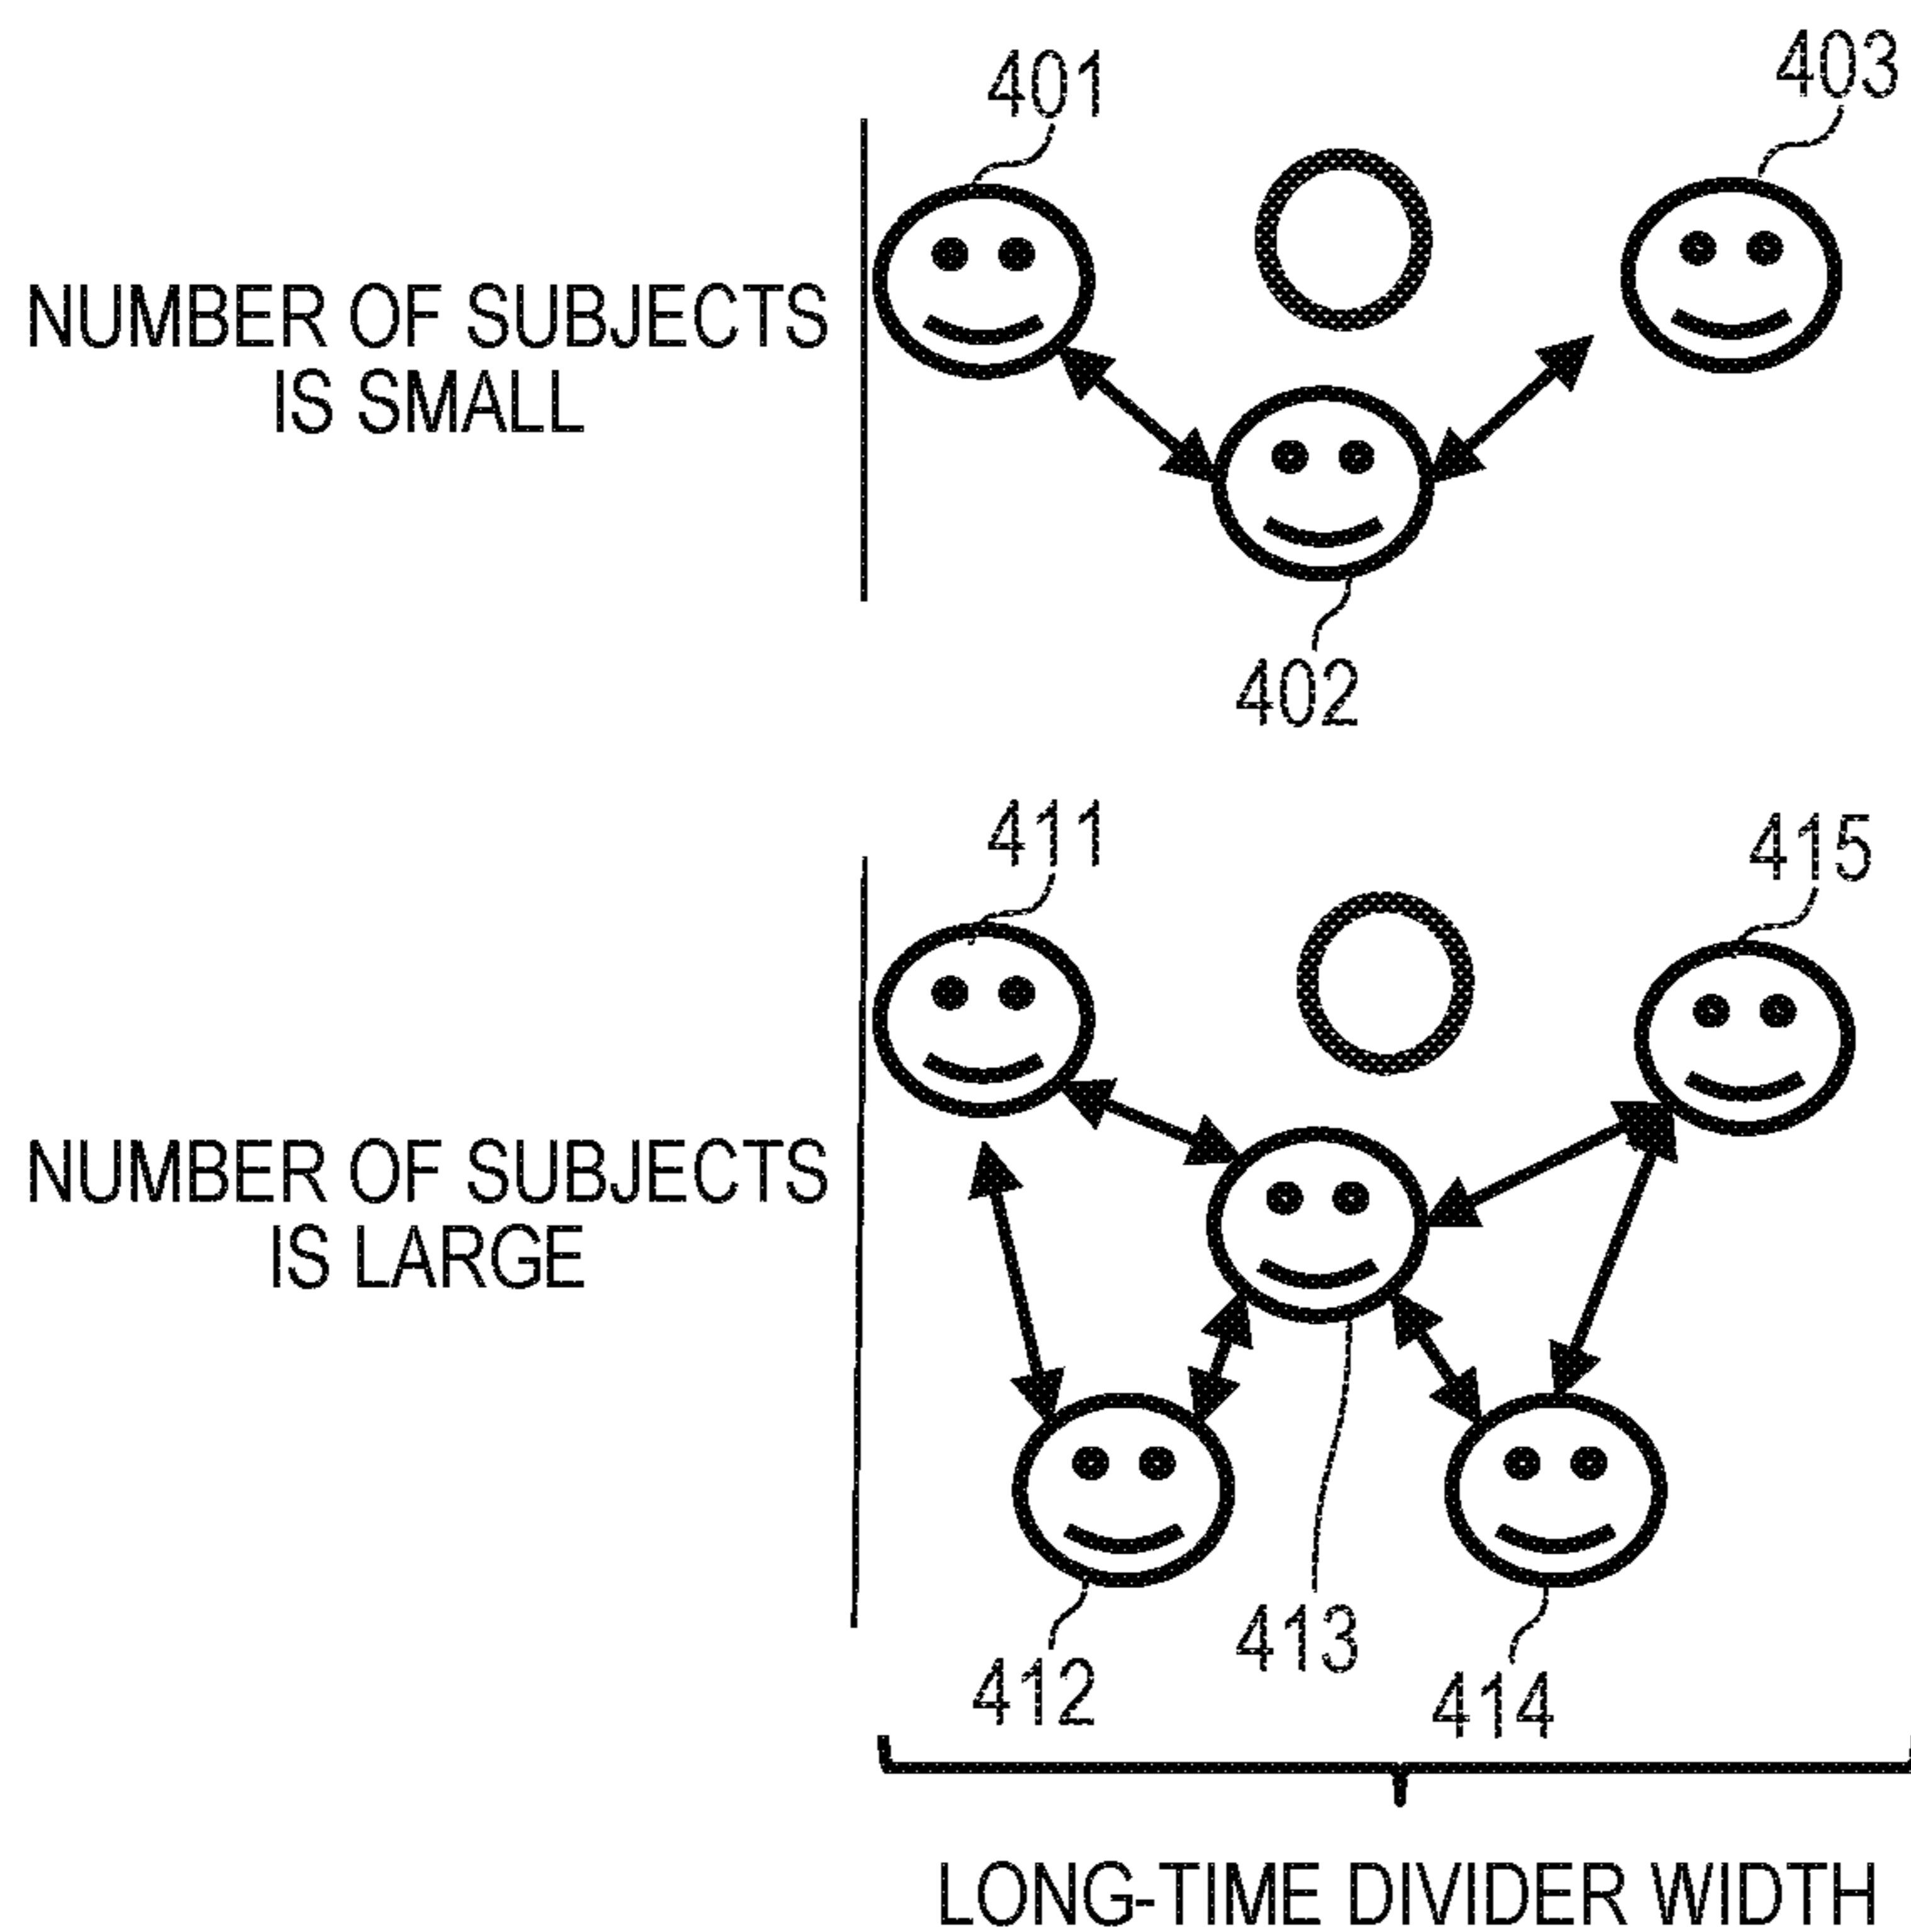 401
403
NUMBER OF SUBJECTS
IS SMALL
402
411
415
NUMBER OF SUBJECTS
IS LARGE
413
412
414
LONG-TIME DIVIDER WIDTH